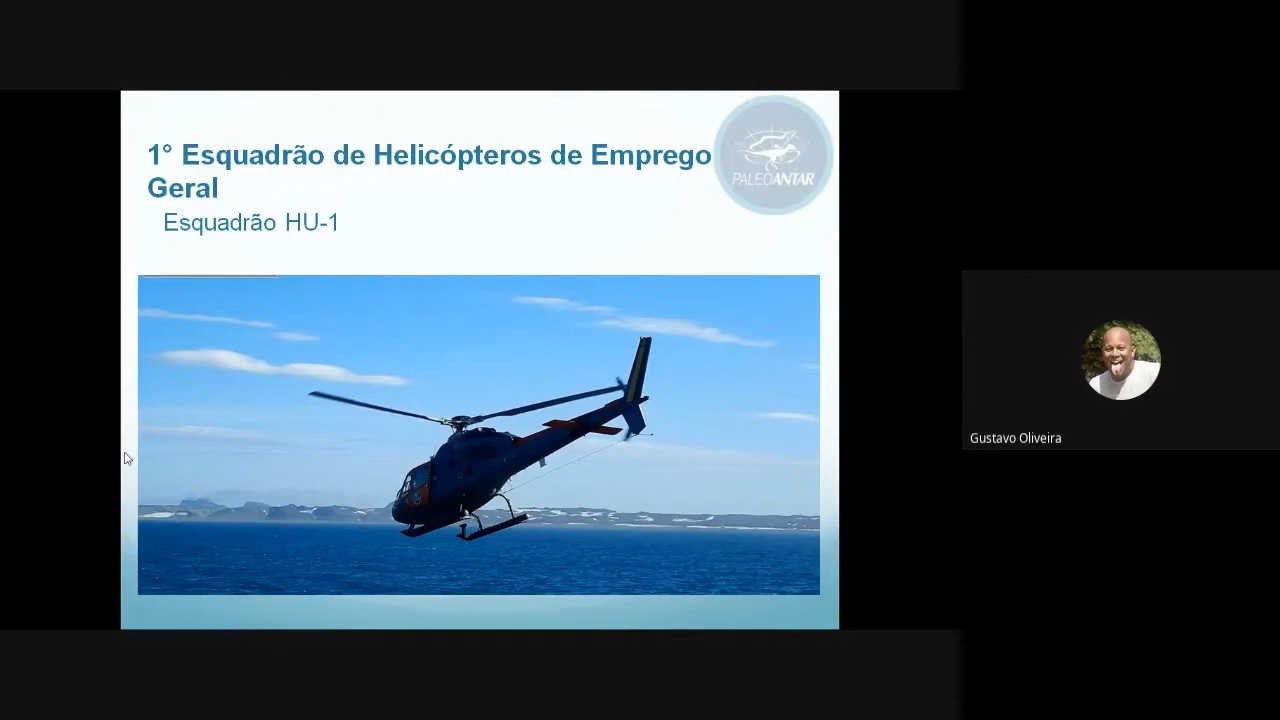 1° Esquadrão de Helicópteros de Emprego
Geral
Esquadrão HU-1
PALEOANTAR
Gustavo Oliveira